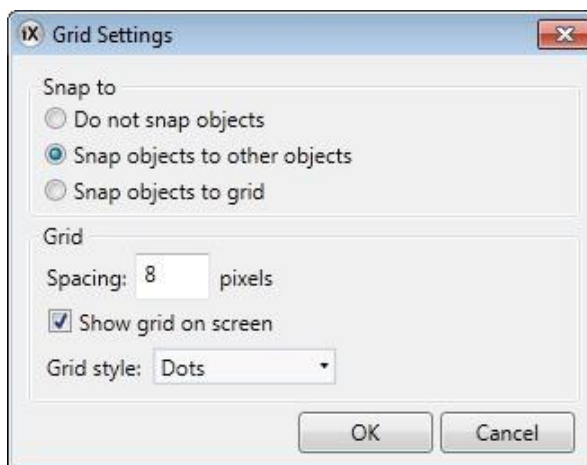 iX Grid Settings
Snap to
Do not snap objects
Snap objects to other objects
Snap objects to grid
Grid
Spacing: 8 pixels
Show grid on screen
Grid style: Dots
OK Cancel